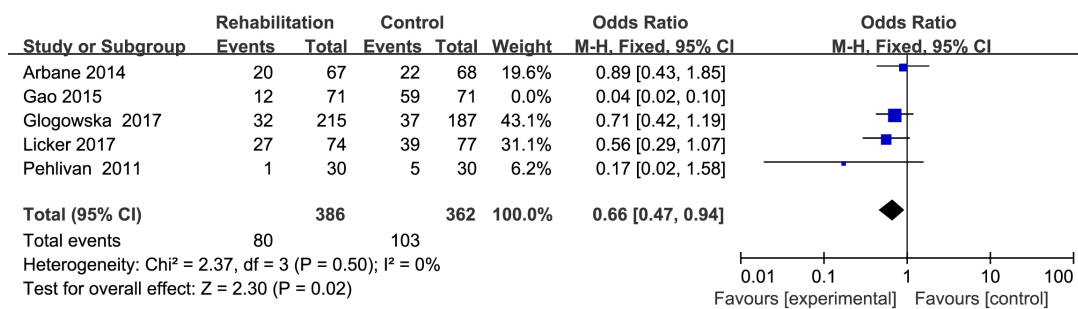 Rehabilitation Control Odds Ratio Odds Ratio
Study or Subgroup Events Total Events Total Weight M-H, Fixed, 95% CI M-H, Fixed, 95% CI
Arbane 2014 20 67 22 68 19.6% 0.89 [0.43, 1.85]
Gao 2015 12 71 59 71 0.0% 0.04 [0.02, 0.10]
Glogowska 2017 32 215 37 187 43.1% 0.71 [0.42, 1.19]
Licker 2017 27 74 39 77 31.1% 0.56 [0.29, 1.07]
Pehlivan 2011 1 30 5 30 6.2% 0.17 [0.02, 1.58]
Total (95% CI) 386 362 100.0% 0.66 [0.47, 0.94]
Total events 80 103
Heterogeneity: Chi² = 2.37, df = 3 (P = 0.50); I² = 0%
Test for overall effect: Z = 2.30 (P = 0.02)
0.01 0.1 1 10 100
Favours [experimental] Favours [control]